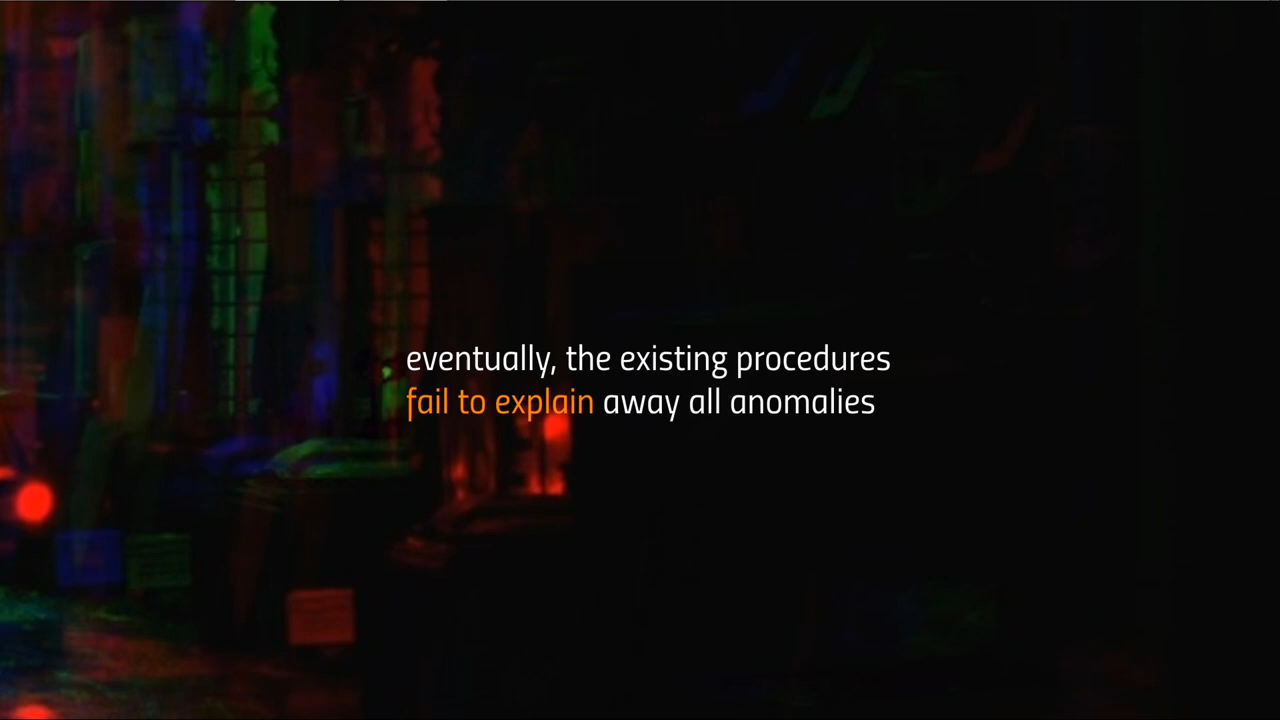 eventually, the existing procedures
fail to explain away all anomalies